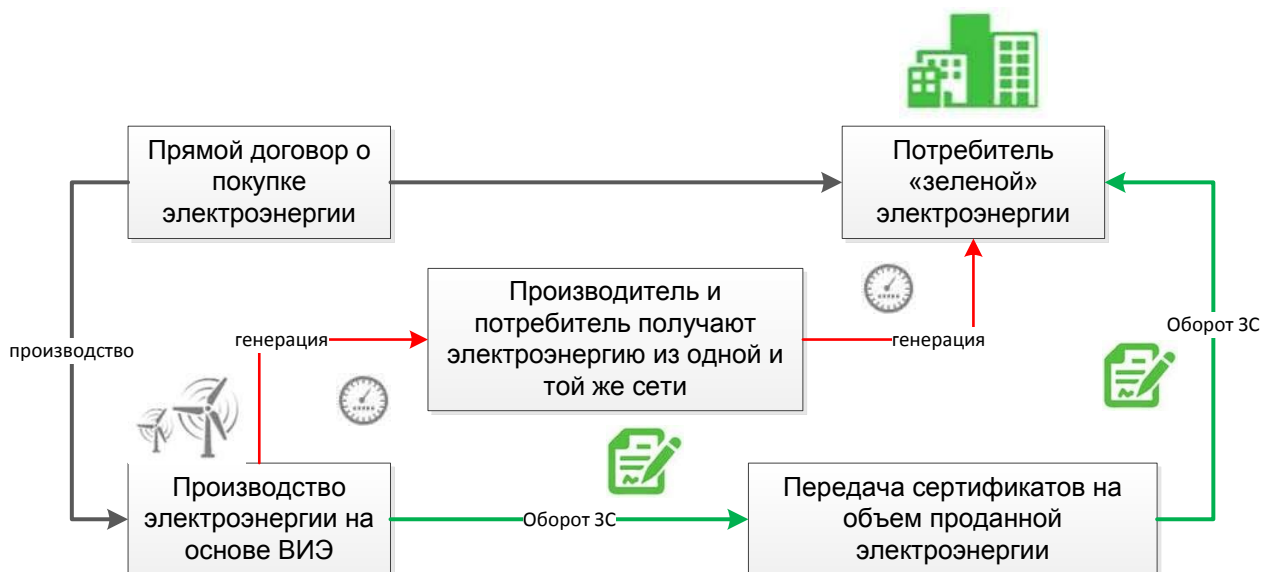 Прямой договор о
покупке
электроэнергии
Потребитель
«зеленой»
электроэнергии
Производитель и
потребитель получают
электроэнергию из одной и
той же сети
производство
генерация
генерация
Оборот ЗС
Производство
электроэнергии на
основе ВИЭ
Оборот ЗС
Передача сертификатов на
объем проданной
электроэнергии